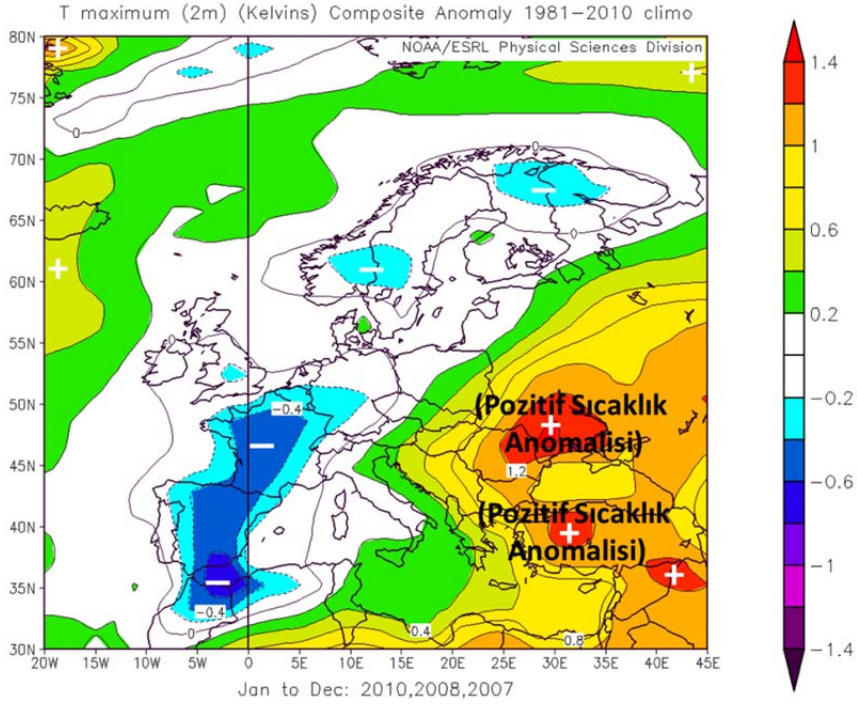 T maximum (2m) (Kelvins) Composite Anomaly 1981-2010 climo
NOAA/ESRL Physical Sciences Division
80N
75N
70N
65N
60N
55N
50N
45N
40N
35N
30N
0
0
0
0
0
-0.4
-0.4
1.2
0.4
0.8
(Pozitif Sıcaklık
Anomalisi)
(Pozitif Sıcaklık
Anomalisi)
20W 15W 10W 5W 0 5E 10E 15E 20E 25E 30E 35E 40E 45E
Jan to Dec: 2010,2008,2007
1.4
1
0.6
0.2
-0.2
-0.6
-1
-1.4